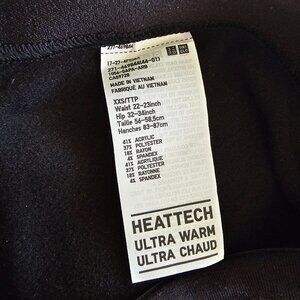 MADE IN VIETNAM
FABRIQUÉ AU VIETNAM
XXS/TTP
Waist 22-23inch
Hip 32-34inch
Taille 56-58,5cm
Hanches 83-87cm
41% ACRYLIC
37% POLYESTER
18% RAYON
4% SPANDEX
41% ACRYLIQUE
37% POLYESTER
18% RAYONNE
4% SPANDEX
HEATTECH
ULTRA WARM
ULTRA CHAUD